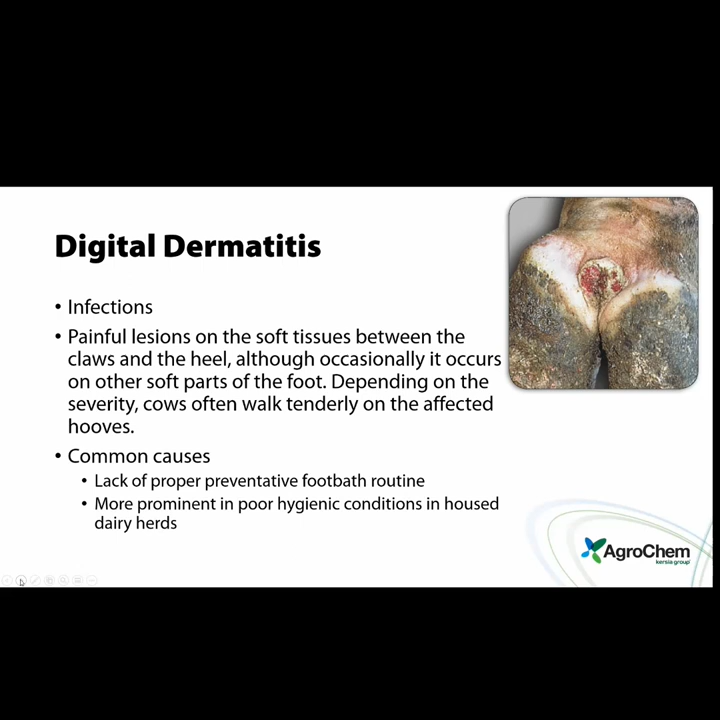 Digital Dermatitis
• Infections
• Painful lesions on the soft tissues between the
claws and the heel, although occasionally it occurs
on other soft parts of the foot. Depending on the
severity, cows often walk tenderly on the affected
hooves.
• Common causes
• Lack of proper preventative footbath routine
• More prominent in poor hygienic conditions in housed
dairy herds
AgroChem
kersia group